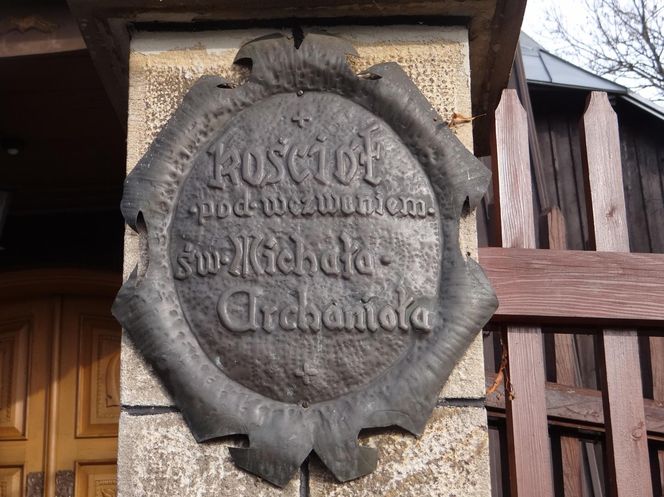 +
KOŚCIÓŁ
·pod·wezwaniem·
św·Michała·
Archanioła
+